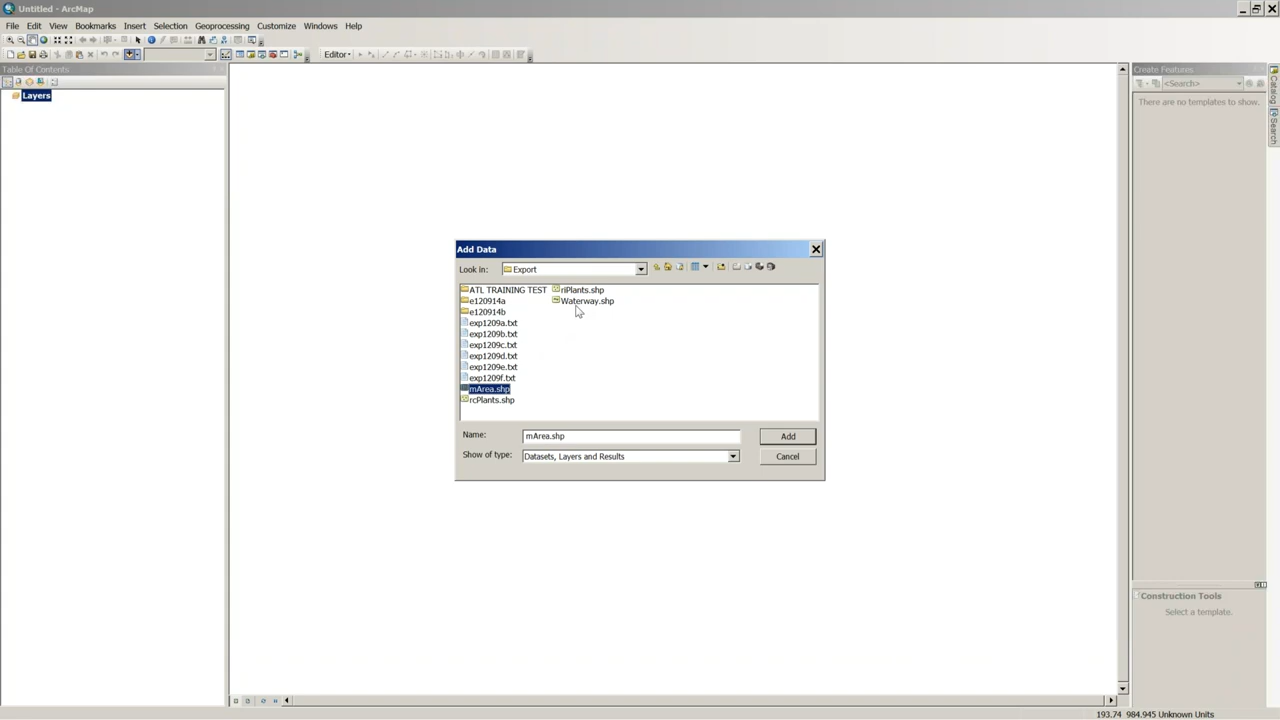 Untitled - ArcMap
File Edit View Bookmarks Insert Selection Geoprocessing Customize Windows Help
Editor
Table Of Contents
Layers
Create Features
<Search>
There are no templates to show.
Catalog
Search
Add Data
Look in: Export
ATL TRAINING TEST
e120914a
e120914b
exp1209a.txt
exp1209b.txt
exp1209c.txt
exp1209d.txt
exp1209e.txt
exp1209f.txt
mArea.shp
rcPlants.shp
riPlants.shp
Waterway.shp
Name: mArea.shp
Add
Show of type: Datasets, Layers and Results
Cancel
Construction Tools
Select a template.
193.74 984.945 Unknown Units